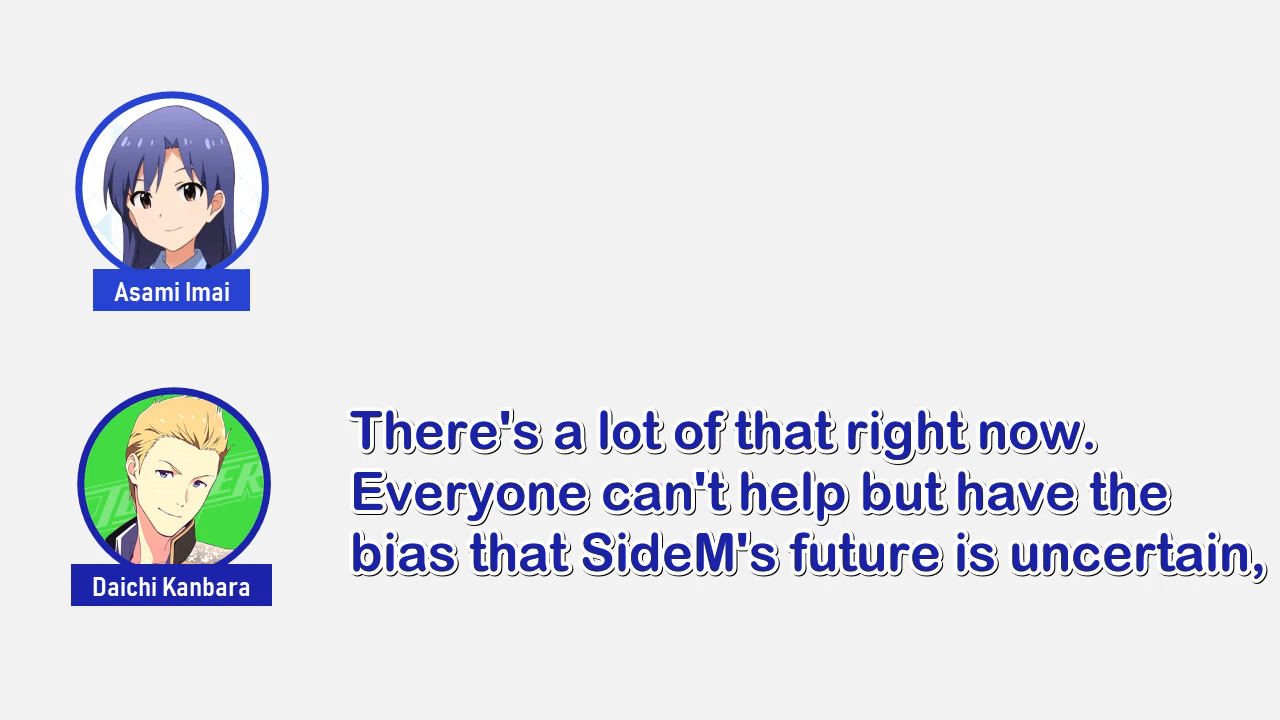 Asami Imai
Daichi Kanbara
There's a lot of that right now.
Everyone can't help but have the
bias that SideM's future is uncertain,